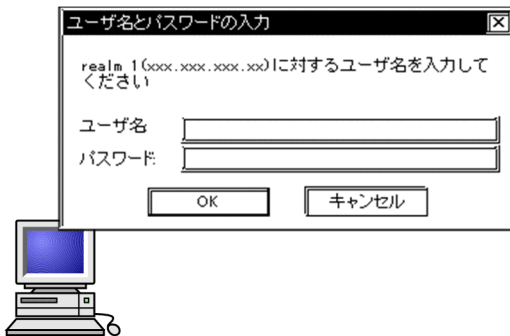 ユーザ名とパスワードの入力
realm 1(xxx.xxx.xxx.xx)に対するユーザ名を入力して
ください
ユーザ名
パスワード:
OK
キャンセル